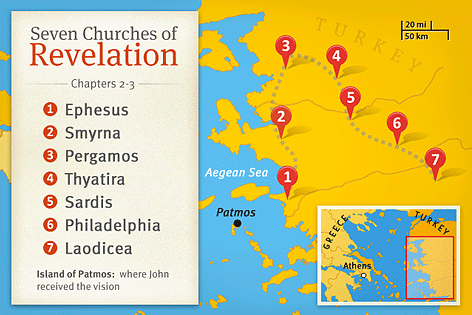 Seven Churches of
Revelation
Chapters 2-3
1 Ephesus
2 Smyrna
3 Pergamos
4 Thyatira
5 Sardis
6 Philadelphia
7 Laodicea
Island of Patmos: where John
received the vision
TURKEY
20 mi
50 km
3
4
5
2
6
7
Aegean Sea
1
Patmos
GREECE
TURKEY
Athens